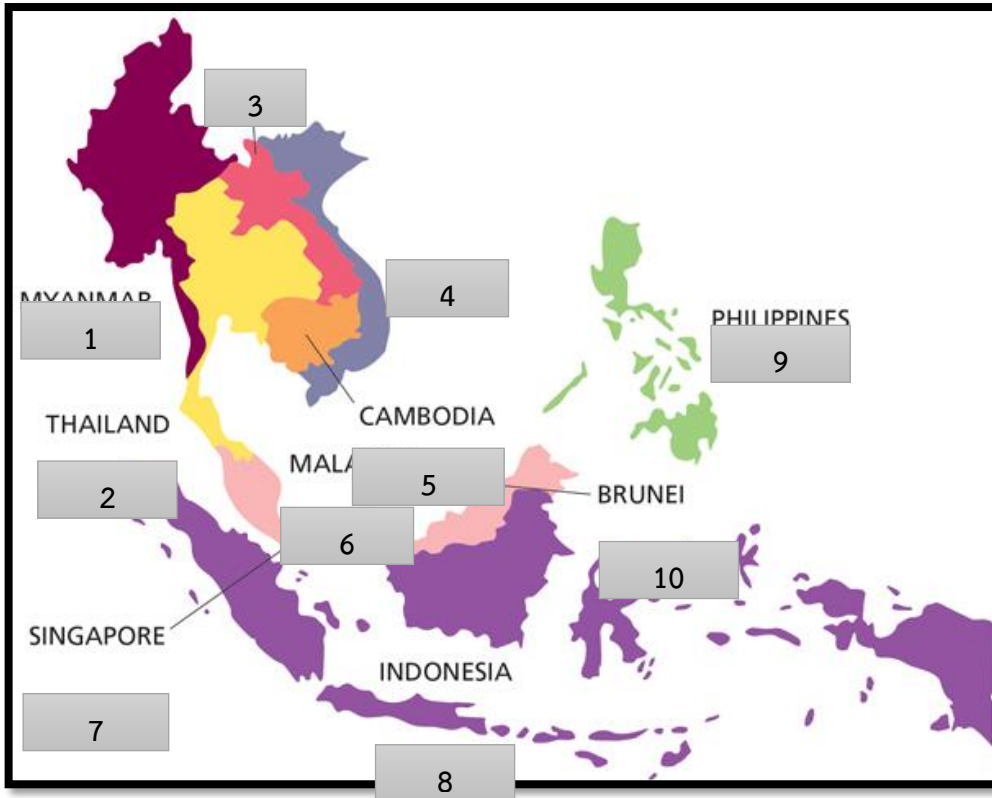 3
4
MYANMAR
1
PHILIPPINES
9
THAILAND
CAMBODIA
MALA
5
BRUNEI
2
6
10
SINGAPORE
INDONESIA
7
8